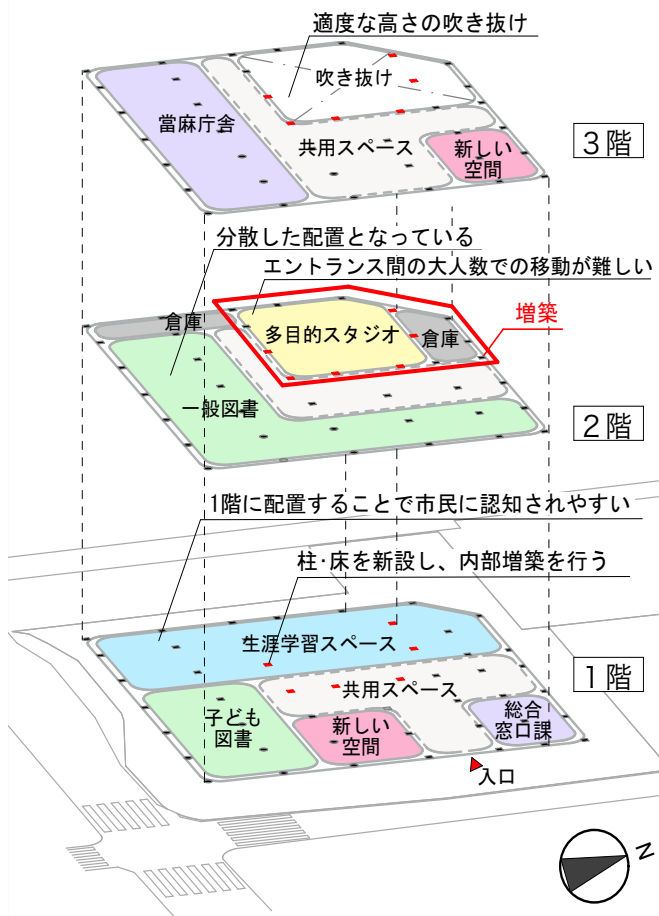 適度な高さの吹き抜け
吹き抜け
當麻庁舎
共用スペース
新しい
空間
3階
分散した配置となっている
エントランス間の大人数での移動が難しい
増築
倉庫
多目的スタジオ
倉庫
一般図書
2階
1階に配置することで市民に認知されやすい
柱・床を新設し、内部増築を行う
生涯学習スペース
1階
共用スペース
子ども
図書
新しい
空間
総合
窓口課
入口
N